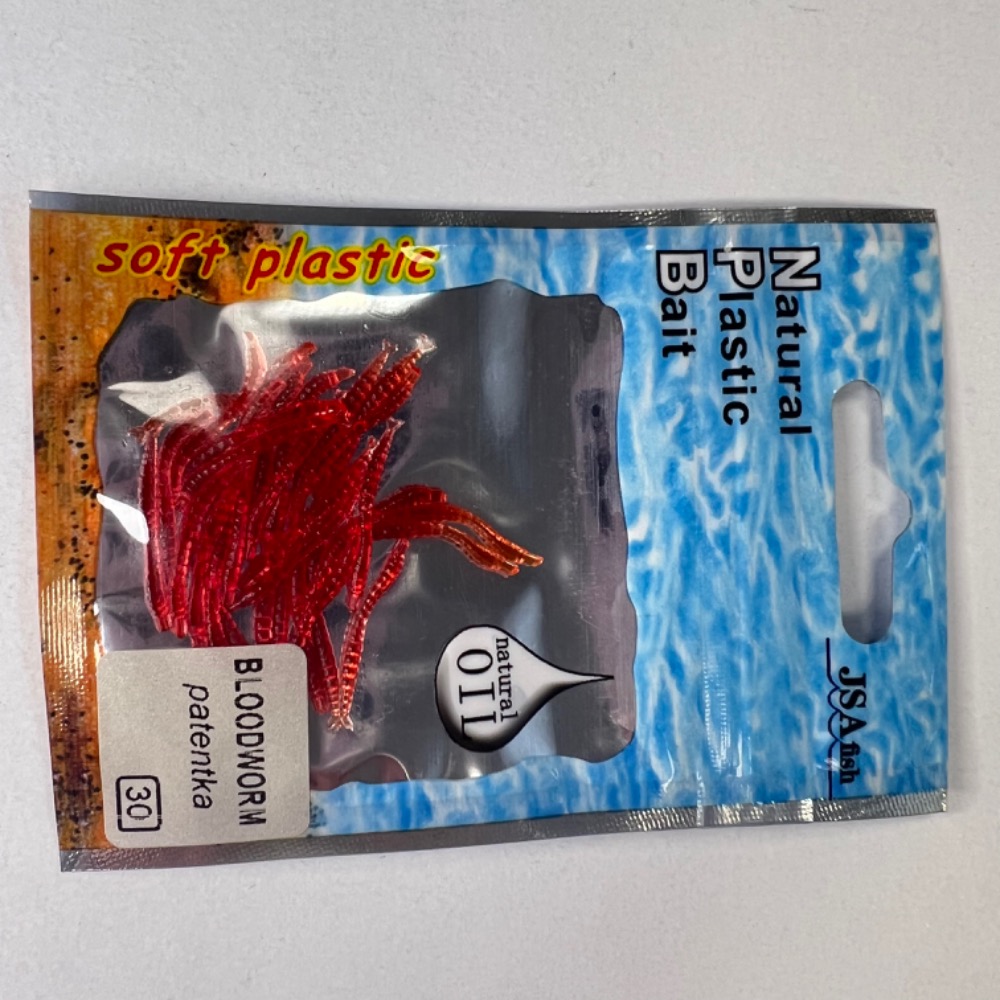 JSA fish
Natural
Plastic
Bait
soft plastic
natural
OIL
BLOODWORM
patentka
30